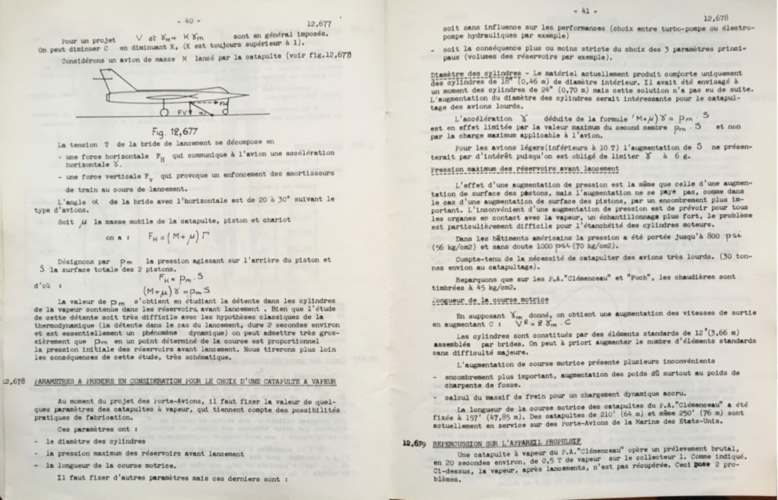 - 40 -
12,677
Pour un projet V et γm = K γm sont en général imposés.
On peut diminuer C en diminuant K. (K est toujours supérieur à 1).
Considérons un avion de masse M lancé par la catapulte (voir fig.12,677)
Fig. 12,677
La tension T de la bride de lancement se décompose en
- une force horizontale FH qui communique à l'avion une accélération
horizontale γ.
- une force verticale Fv qui provoque un enfoncement des amortisseurs
de train au cours de lancement.
L'angle α de la bride avec l'horizontale est de 20 à 30° suivant le
type d'avions.
Soit μ la masse mobile de la catapulte, piston et chariot
on a : FH = (M+μ) Γ
Désignons par pm la pression agissant sur l'arrière du piston et
S la surface totale des 2 pistons.
FH = pm . S
d'où :
(M+μ) γ = pm S
La valeur de pm s'obtient en étudiant la détente dans les cylindres
de la vapeur contenue dans les réservoirs avant lancement. Bien que l'étude
de cette détente soit très difficile avec les hypothèses classiques de la
thermodynamique (la détente dans le cas du lancement, dure 2 secondes environ
et est essentiellement un phénomène dynamique) on peut admettre très gros-
sièrement que pm en un point déterminé de la course est proportionnel
la pression initiale des réservoirs avant lancement. Nous tirerons plus loin
les conséquences de cette étude, très schématique.
12,678 PARAMETRES A PRENDRE EN CONSIDERATION POUR LE CHOIX D'UNE CATAPULTE A VAPEUR
Au moment du projet des Porte-Avions, il faut fixer la valeur de quel-
ques paramètres des catapultes à vapeur, qui tiennent compte des possibilités
pratiques de fabrication.
Ces paramètres ont :
- le diamètre des cylindres
- la pression maximum des réservoirs avant lancement
- la longueur de la course motrice.
Il faut fixer d'autres paramètres mais ces derniers sont :
- 41 -
12,678
soit sans influence sur les performances (choix entre turbo-pompe ou électro-
pompe hydrauliques par exemple)
- soit la conséquence plus ou moins stricte du choix des 3 paramètres princi-
paux (volumes des réservoirs par exemple).
Diamètre des cylindres - Le matériel actuellement produit comporte uniquement
des cylindres de 18" (0,46 m) de diamètre intérieur. Il avait été envisagé à
un moment des cylindres de 24" (0,70 m) mais cette solution n'a pas eu de suite.
L'augmentation du diamètre des cylindres serait intéressante pour le catapul-
tage des avions lourds.
L'accélération γ déduite de la formule (M+μ) γ = pm . S
est en effet limitée par la valeur maximum du second membre pm . S et non
par la charge maximum applicable à l'avion.
Pour les avions légers(inférieurs à 10 T) l'augmentation de S ne présen-
terait par d'intérêt puisqu'on est obligé de limiter γ à 6 g.
Pression maximum des réservoirs avant lancement
L'effet d'une augmentation de pression est la même que celle d'une augmen-
tation de surface des pistons, mais l'augmentation ne se paye pas, comme dans
le cas d'une augmentation de surface des pistons, par un encombrement plus im-
portant. L'inconvénient d'une augmentation de pression est de prévoir pour tous
les organes en contact avec la vapeur, un échantillonnage plus fort, le problème
est particulièrement difficile pour l'étanchéité des cylindres moteurs.
Dans les bâtiments américains la pression a été portée jusqu'à 800 psi
(56 kg/cm2) et sans doute 1000 psi (70 kg/cm2).
Compte-tenu de la nécessité de catapulter des avions très lourds. (30 ton-
nes environ au catapultage).
Remarquons que sur les P.A."Clémenceau" et "Foch", les chaudières sont
timbrées à 45 kg/cm2.
Longueur de la course motrice
En supposant γm donné, on obtient une augmentation des vitesses de sortie
en augmentant C : V² = 2 γm C
Les cylindres sont constitués par des éléments standards de 12"(3,66 m)
assemblés par brides. On peut à priori augmenter le nombre d'éléments standards
sans difficulté majeure.
L'augmentation de course motrice présente plusieurs inconvénients
- encombrement plus important, augmentation des poids dû surtout au poids de
charpente de fosse.
- calcul du massif de frein pour un chargement dynamique accru.
La longueur de la course motrice des catapultes du P.A."Clémenceau" a été
fixée à 157' (47,85 m). Des catapultes de 210' (64 m) et même 250' (76 m) sont
actuellement en service sur des Porte-Avions de la Marine des Etats-Unis.
12,679 REPERCUSSION SUR L'APPAREIL PROPULSIF
Une catapulte à vapeur du P.A."Clémenceau" opère un prélèvement brutal,
en 20 secondes environ, de 0,5 T de vapeur sur le collecteur 1. Comme indiqué.
Ci-dessus, la vapeur, après lancements, n'est pas récupérée. Ceci pose 2 pro-
blèmes.